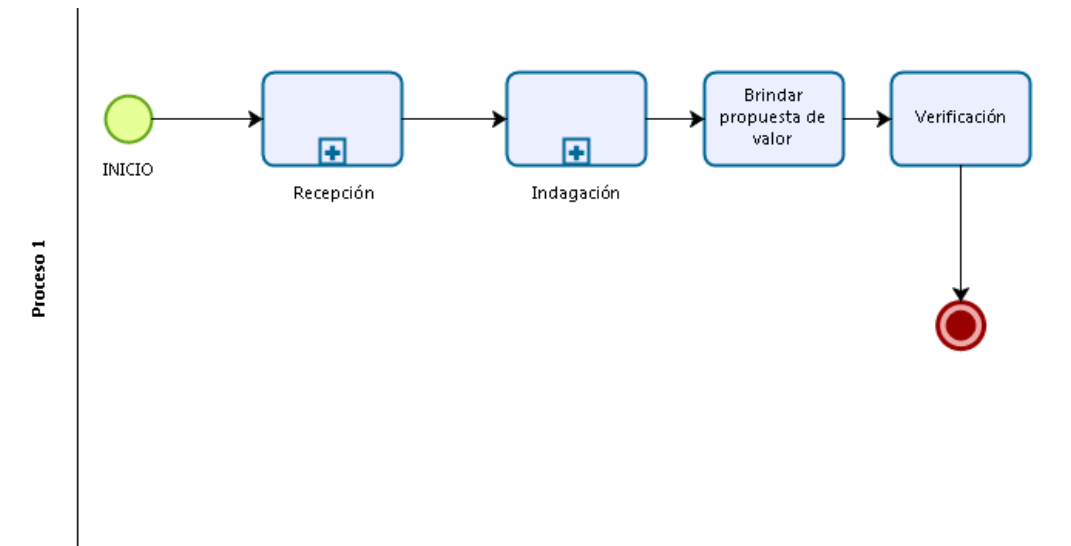 Proceso 1
INICIO
Recepción
Indagación
Brindar
propuesta de
valor
Verificación